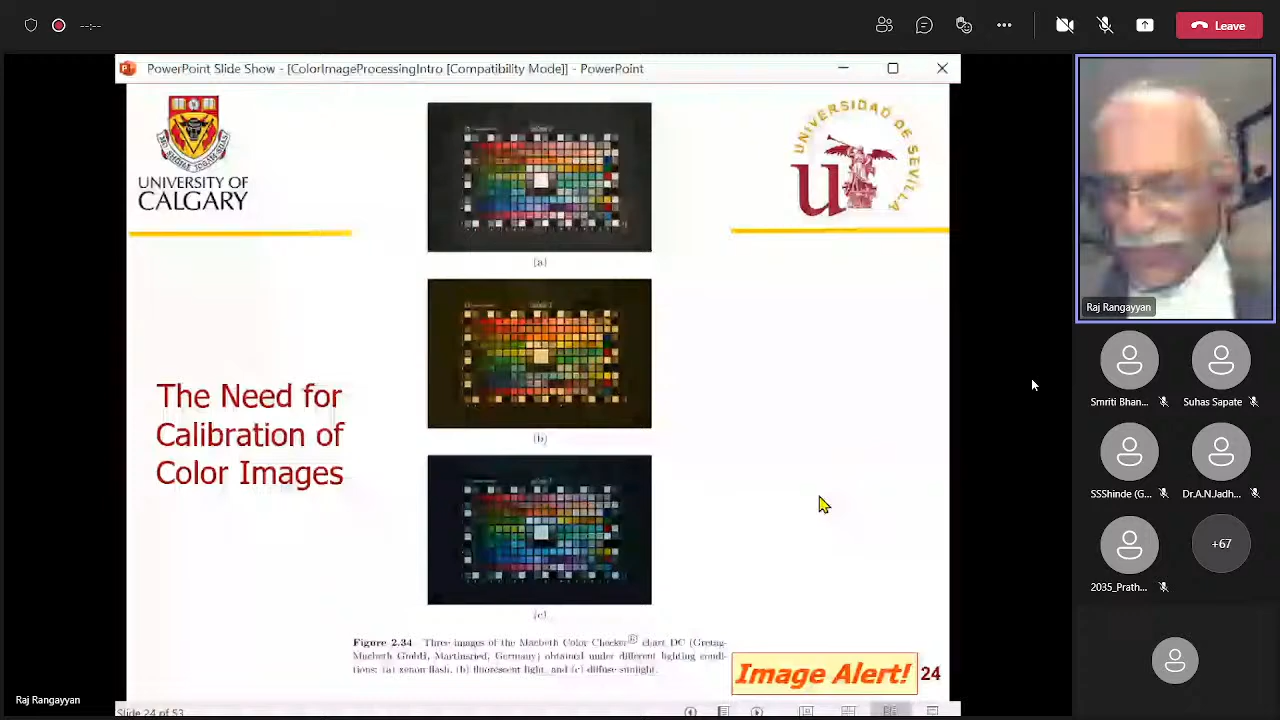 --:--
Leave
PowerPoint Slide Show - [ColorImageProcessingIntro [Compatibility Mode]] - PowerPoint
UNIVERSITY OF
CALGARY
UNIVERSIDAD DE SEVILLA
The Need for
Calibration of
Color Images
(a)
(b)
(c)
Figure 2.34 Three images of the Macbeth Color Checker® chart DC (Gretag-
Macbeth GmbH, Martinsried, Germany) obtained under different lighting condi-
tions: (a) xenon flash, (b) fluorescent light, and (c) diffuse sunlight.
Image Alert!
24
Slide 24 of 53
Raj Rangayyan
Raj Rangayyan
Smriti Bhan...
Suhas Sapate
SSShinde (G...
Dr.A.N.Jadh...
2035_Prath...
+67